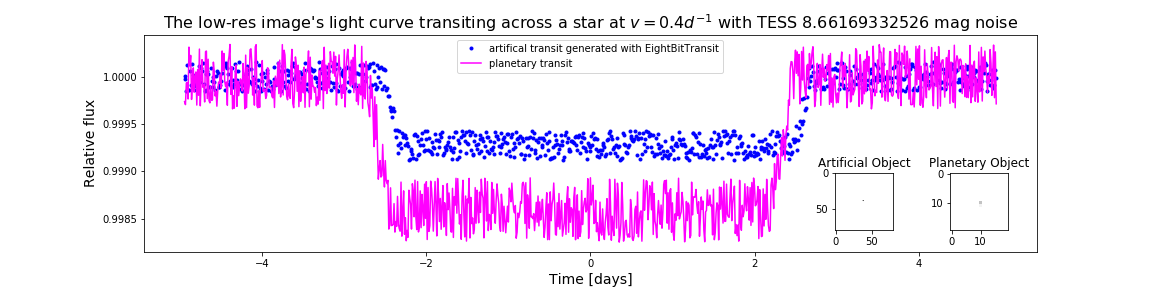 The low-res image's light curve transiting across a star at v = 0.4d⁻¹ with TESS 8.66169332526 mag noise
artifical transit generated with EightBitTransit
planetary transit
Relative flux
1.0000
0.9995
0.9990
0.9985
Artificial Object
0
50
0
50
Planetary Object
0
10
0
10
−4
−2
0
2
4
Time [days]